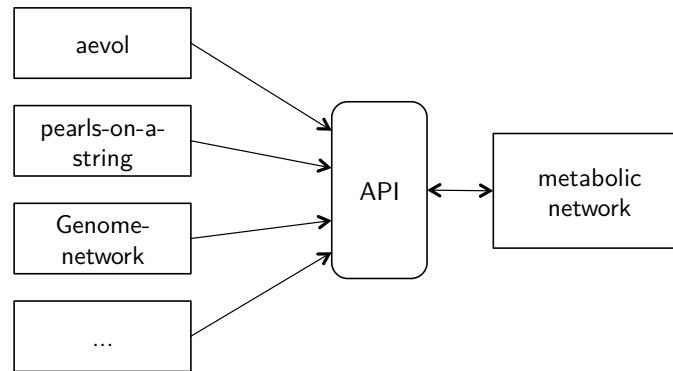 aevol
pearls-on-a-
string
Genome-
network
...
API
metabolic
network